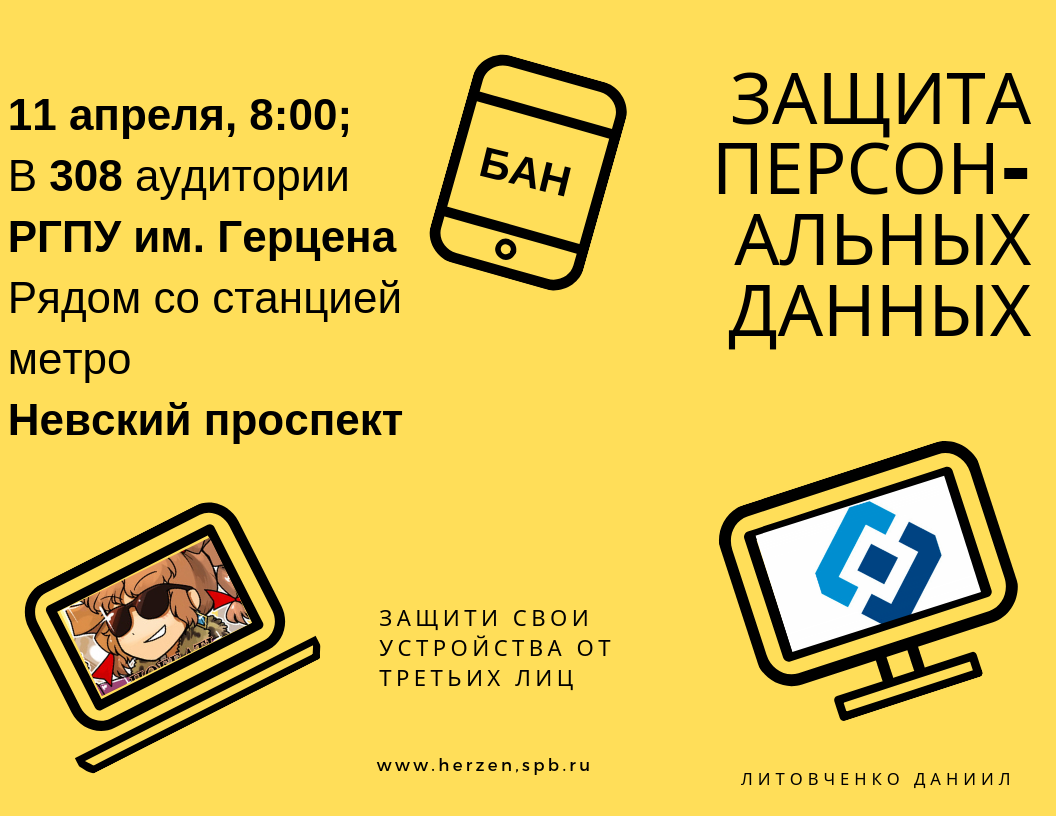 11 апреля, 8:00;
В 308 аудитории
РГПУ им. Герцена
Рядом со станцией
метро
Невский проспект
БАН
ЗАЩИТА
ПЕРСОН-
АЛЬНЫХ
ДАННЫХ
ЗАЩИТИ СВОИ
УСТРОЙСТВА ОТ
ТРЕТЬИХ ЛИЦ
www.herzen,spb.ru
ЛИТОВЧЕНКО ДАНИИЛ